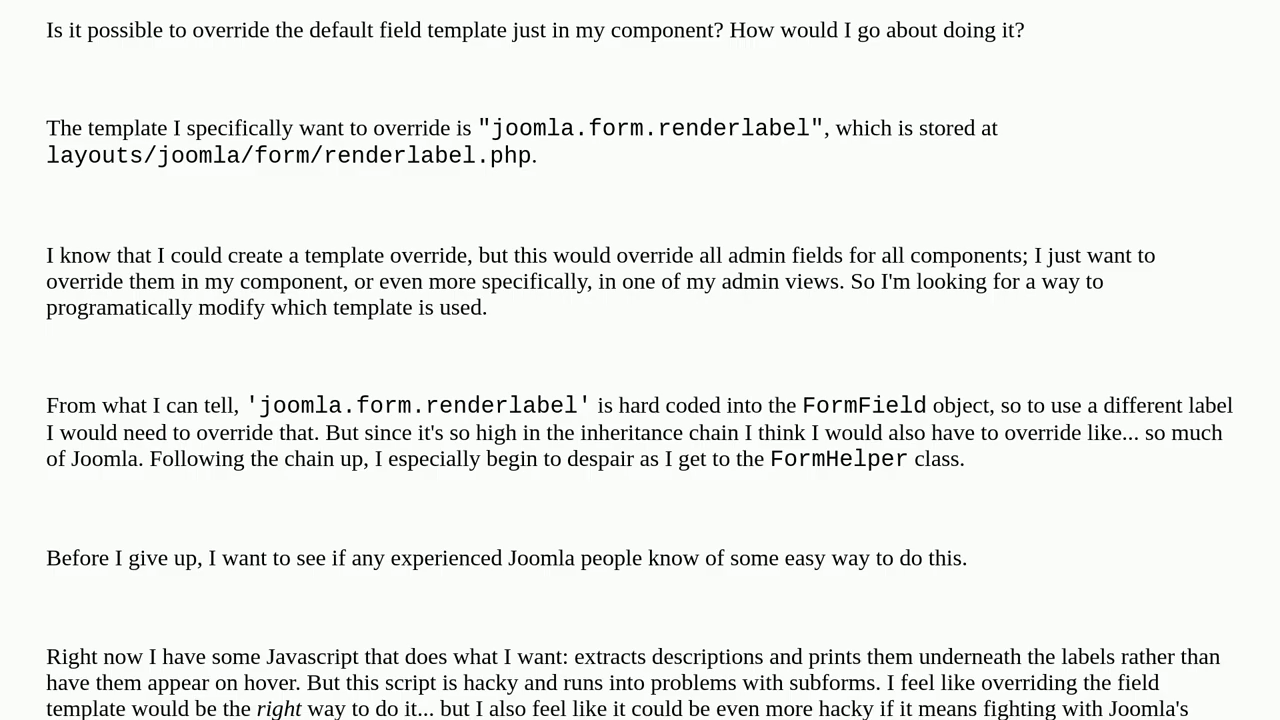 Is it possible to override the default field template just in my component? How would I go about doing it?
The template I specifically want to override is "joomla.form.renderlabel", which is stored at
layouts/joomla/form/renderlabel.php.
I know that I could create a template override, but this would override all admin fields for all components; I just want to
override them in my component, or even more specifically, in one of my admin views. So I'm looking for a way to
programatically modify which template is used.
From what I can tell, 'joomla.form.renderlabel' is hard coded into the FormField object, so to use a different label
I would need to override that. But since it's so high in the inheritance chain I think I would also have to override like... so much
of Joomla. Following the chain up, I especially begin to despair as I get to the FormHelper class.
Before I give up, I want to see if any experienced Joomla people know of some easy way to do this.
Right now I have some Javascript that does what I want: extracts descriptions and prints them underneath the labels rather than
have them appear on hover. But this script is hacky and runs into problems with subforms. I feel like overriding the field
template would be the right way to do it... but I also feel like it could be even more hacky if it means fighting with Joomla's